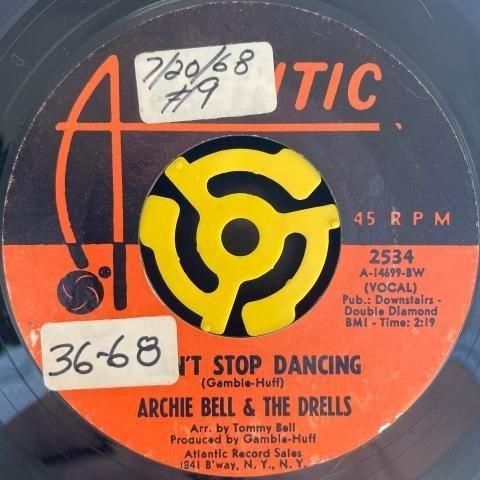 7/20/68
#9
A NTIC
45 RPM
2534
A-14699-BW
(VOCAL)
Pub.: Downstairs -
Double Diamond
BMI - Time: 2:19
36-68
N'T STOP DANCING
(Gamble-Huff)
ARCHIE BELL & THE DRELLS
Arr. by Tommy Bell
Produced by Gamble-Huff
Atlantic Record Sales
1841 B'way, N. Y., N. Y.